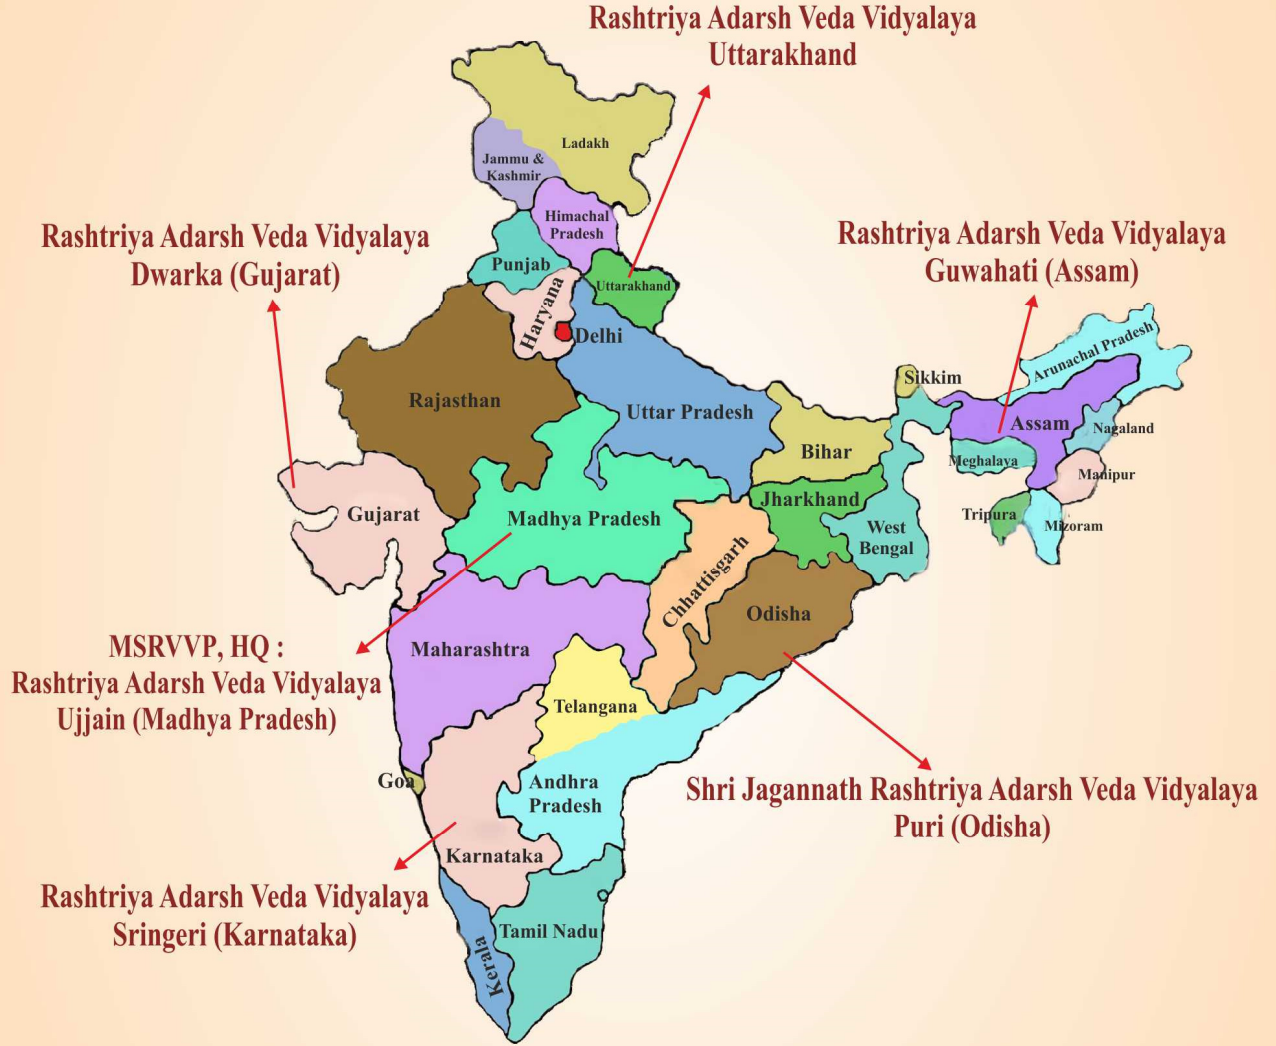 Rashtriya Adarsh Veda Vidyalaya
Uttarakhand
Ladakh
Jammu &
Kashmir
Himachal
Pradesh
Rashtriya Adarsh Veda Vidyalaya
Dwarka (Gujarat)
Rashtriya Adarsh Veda Vidyalaya
Guwahati (Assam)
Punjab
Uttarakhand
Haryana
Delhi
Arunachal Pradesh
Sikkim
Rajasthan
Uttar Pradesh
Assam
Nagaland
Bihar
Meghalaya
Manipur
Jharkhand
Gujarat
Madhya Pradesh
Tripura
Mizoram
West
Bengal
Chhattisgarh
Odisha
MSRVVP, HQ :
Rashtriya Adarsh Veda Vidyalaya
Ujjain (Madhya Pradesh)
Maharashtra
Telangana
Goa
Andhra
Pradesh
Shri Jagannath Rashtriya Adarsh Veda Vidyalaya
Puri (Odisha)
Karnataka
Rashtriya Adarsh Veda Vidyalaya
Sringeri (Karnataka)
Tamil Nadu
Kerala